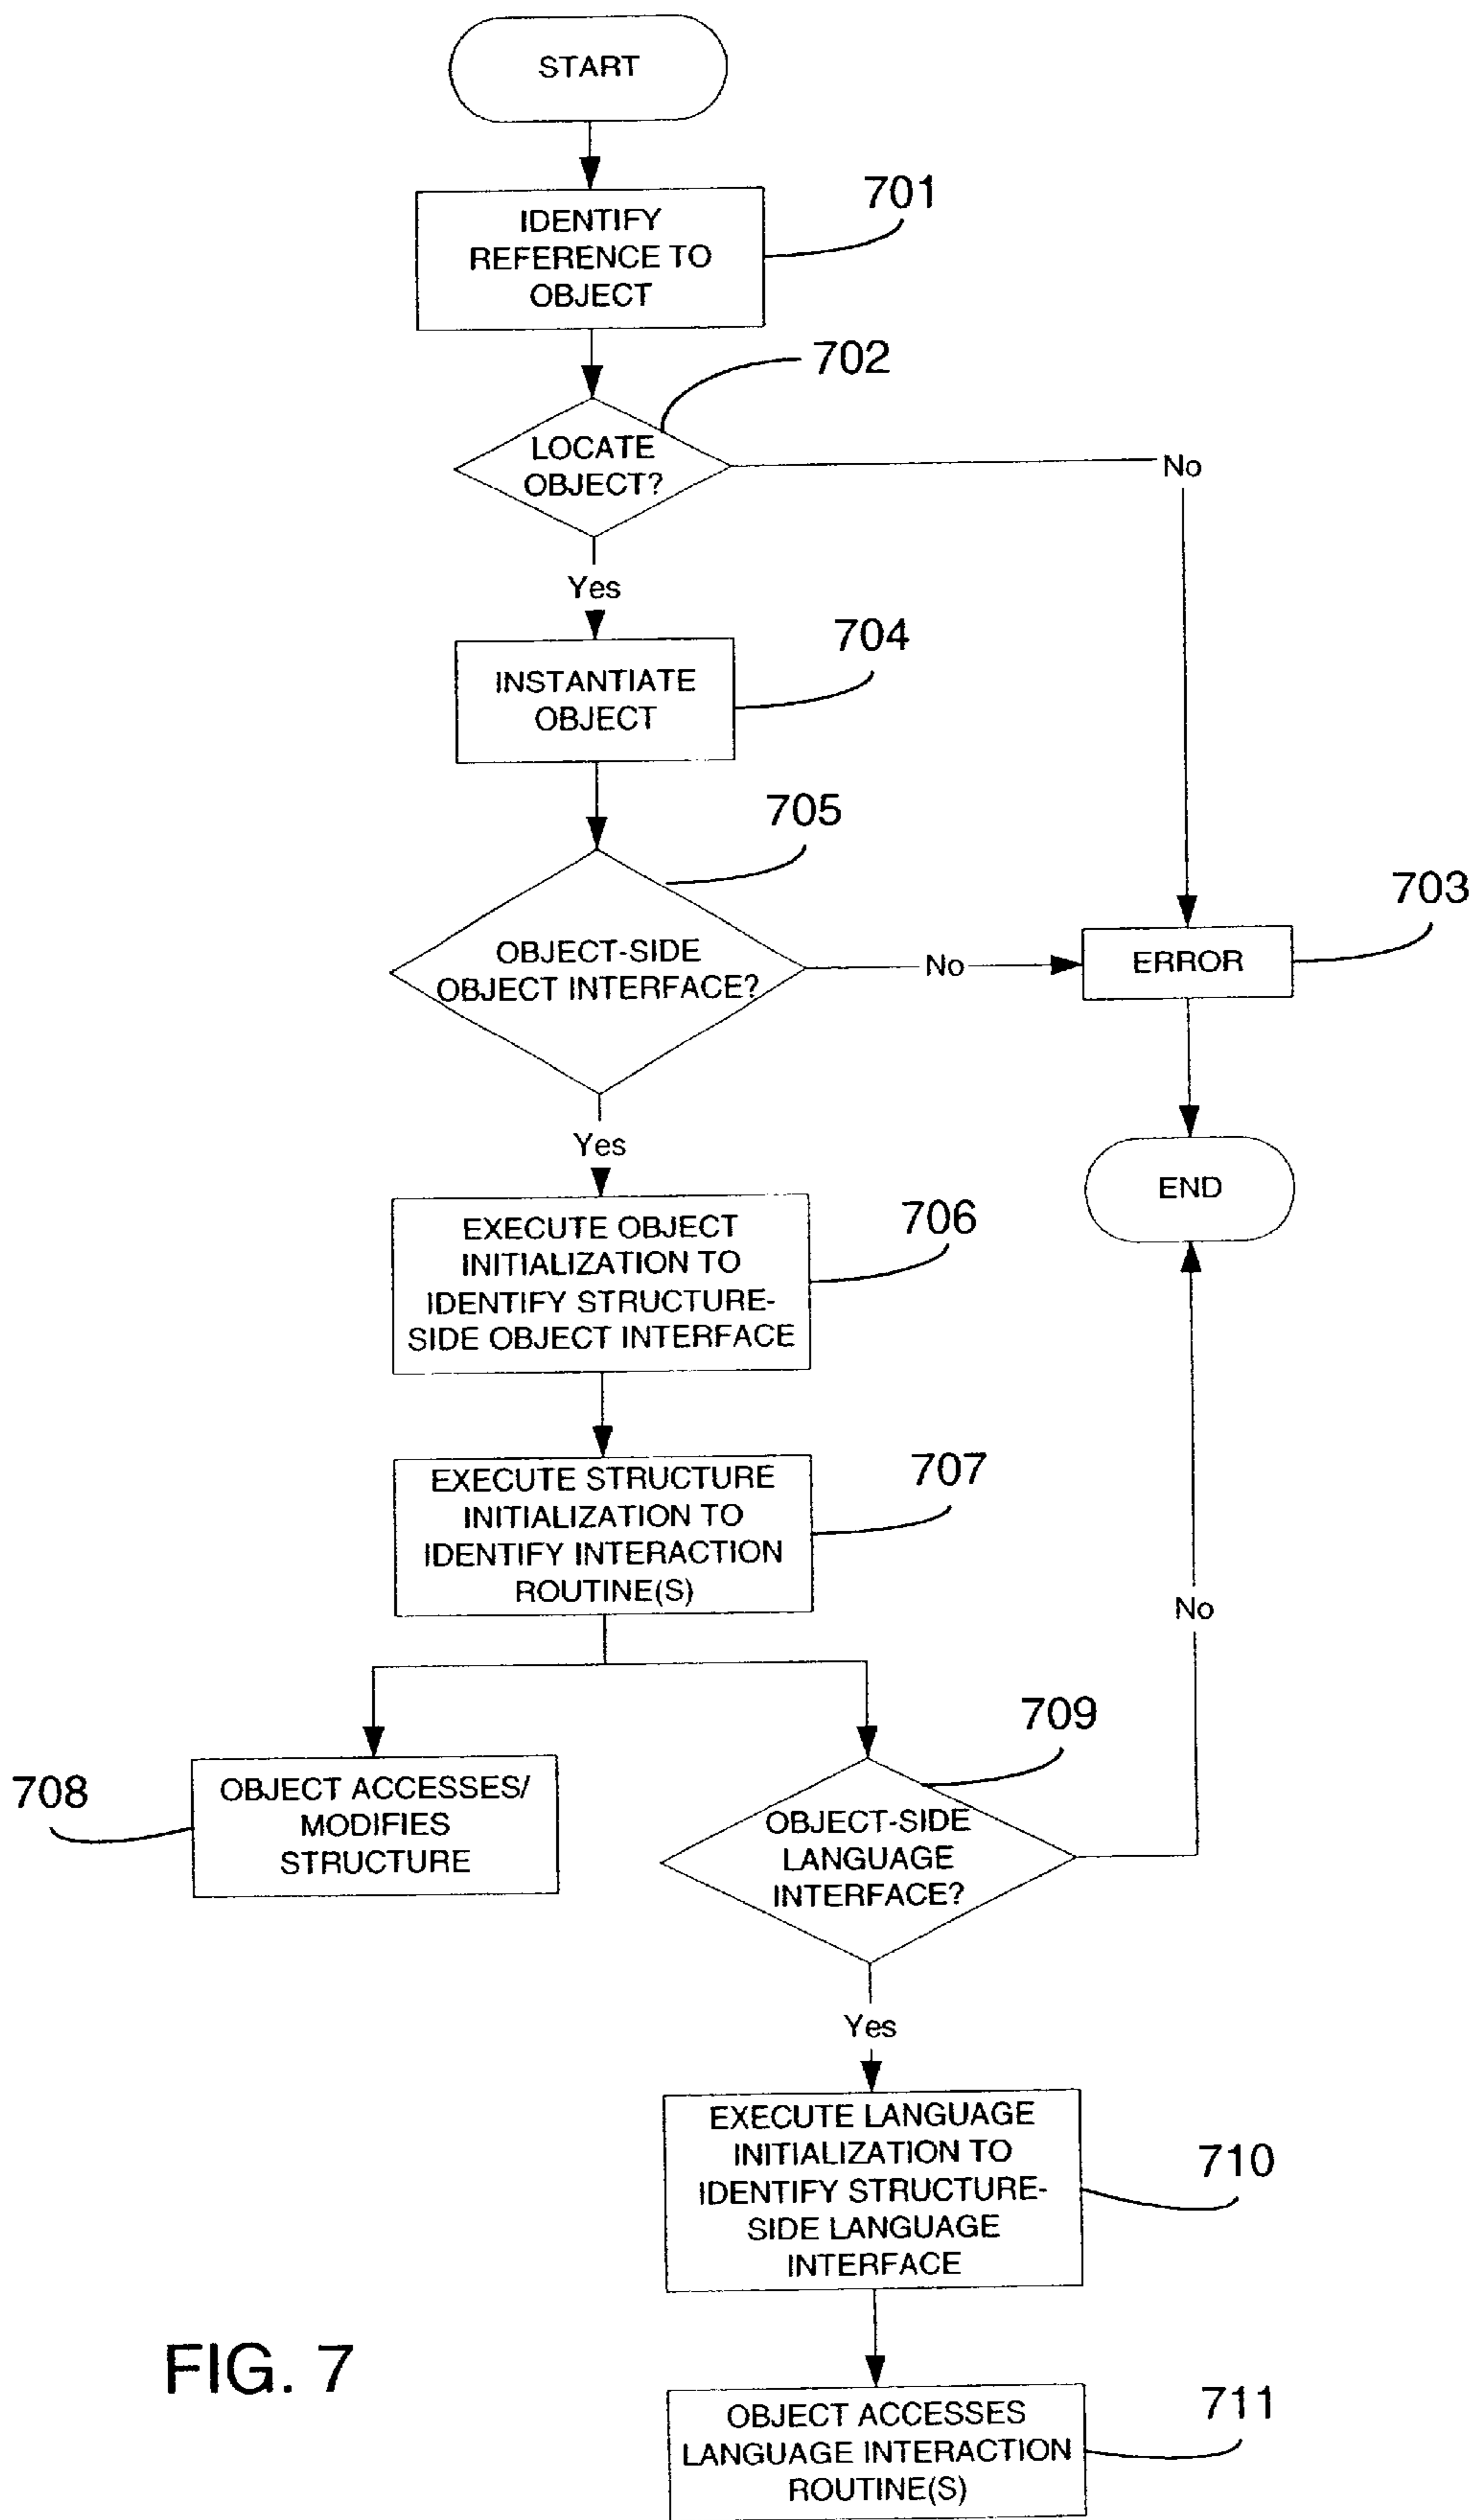 START
701
IDENTIFY
REFERENCE TO
OBJECT
702
LOCATE
OBJECT?
No
Yes
704
INSTANTIATE
OBJECT
705
703
OBJECT-SIDE
OBJECT INTERFACE?
No
ERROR
Yes
END
706
EXECUTE OBJECT
INITIALIZATION TO
IDENTIFY STRUCTURE-
SIDE OBJECT INTERFACE
707
EXECUTE STRUCTURE
INITIALIZATION TO
IDENTIFY INTERACTION
ROUTINE(S)
No
709
708
OBJECT ACCESSES/
MODIFIES
STRUCTURE
OBJECT-SIDE
LANGUAGE
INTERFACE?
Yes
EXECUTE LANGUAGE
INITIALIZATION TO
IDENTIFY STRUCTURE-
SIDE LANGUAGE
INTERFACE
710
FIG. 7
711
OBJECT ACCESSES
LANGUAGE INTERACTION
ROUTINE(S)